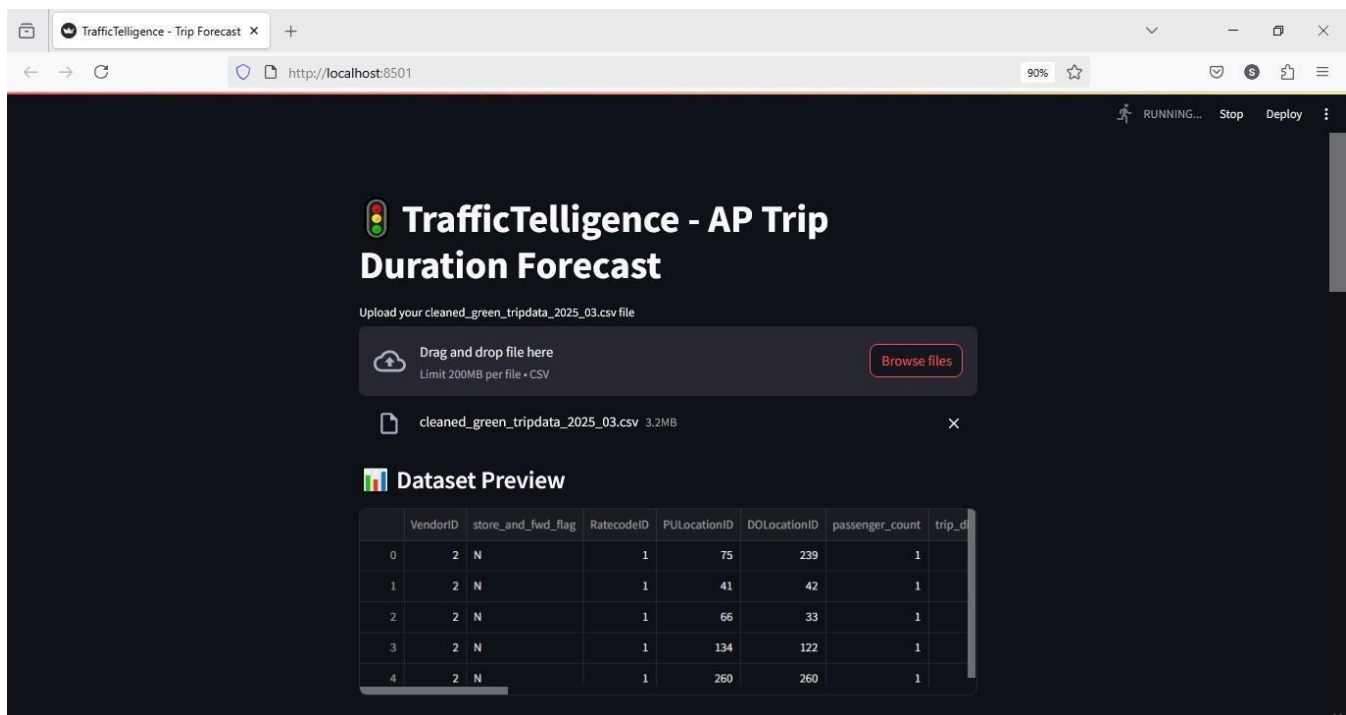 TrafficTelligence - Trip Forecast
http://localhost:8501
90%
S
RUNNING... Stop Deploy
TrafficTelligence - AP Trip
Duration Forecast
Upload your cleaned_green_tripdata_2025_03.csv file
Drag and drop file here
Limit 200MB per file • CSV
Browse files
cleaned_green_tripdata_2025_03.csv 3.2MB
Dataset Preview
VendorID store_and_fwd_flag RatecodeID PULocationID DOLocationID passenger_count trip_di
0 2 N 1 75 239 1
1 2 N 1 41 42 1
2 2 N 1 66 33 1
3 2 N 1 134 122 1
4 2 N 1 260 260 1